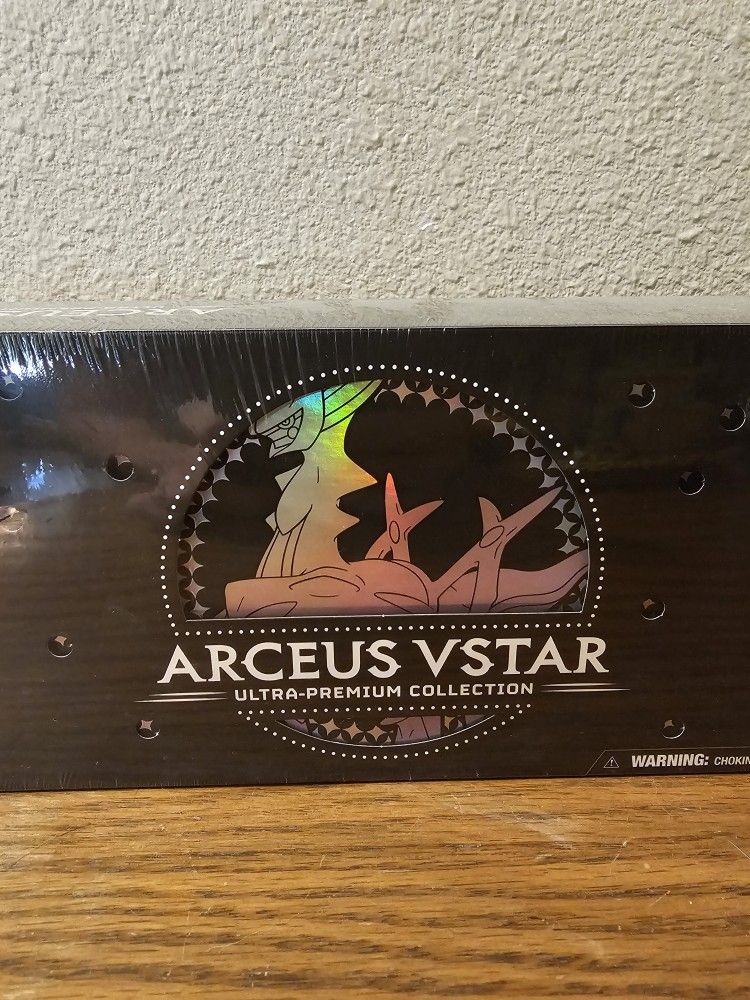 ARCEUS VSTAR
ULTRA-PREMIUM COLLECTION
WARNING: